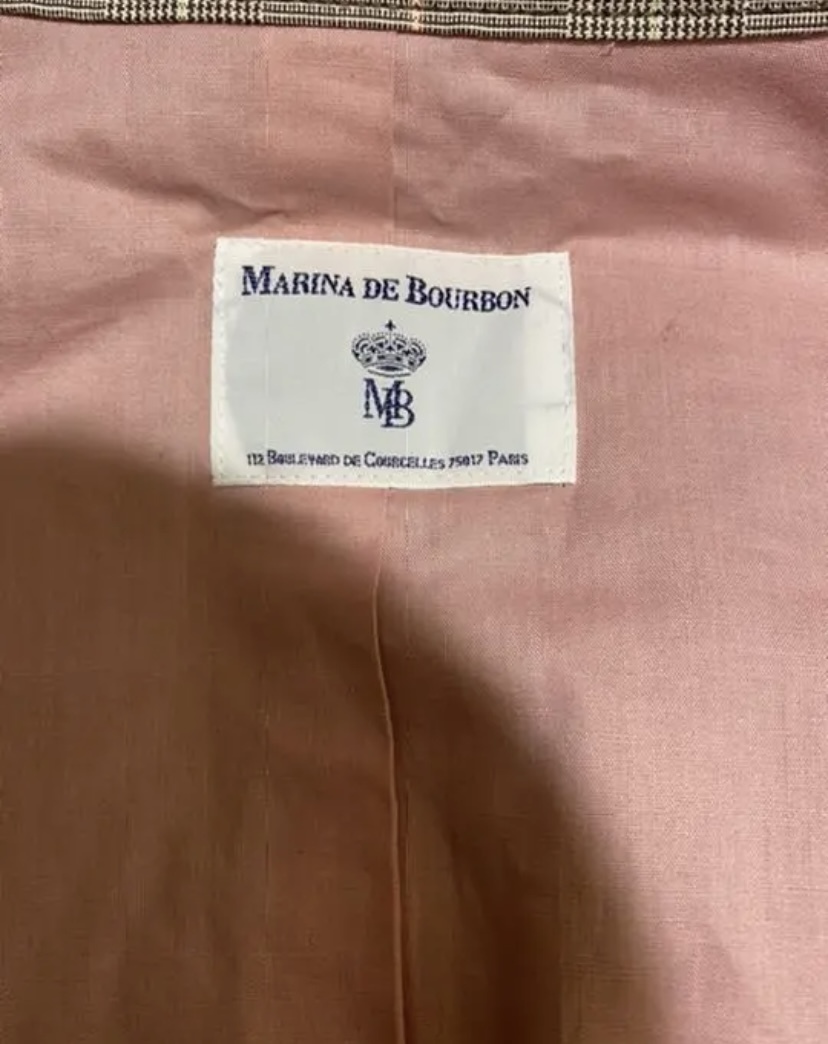 MARINA DE BOURBON
MB
112 BOULEVARD DE COURCELLES 75017 PARIS